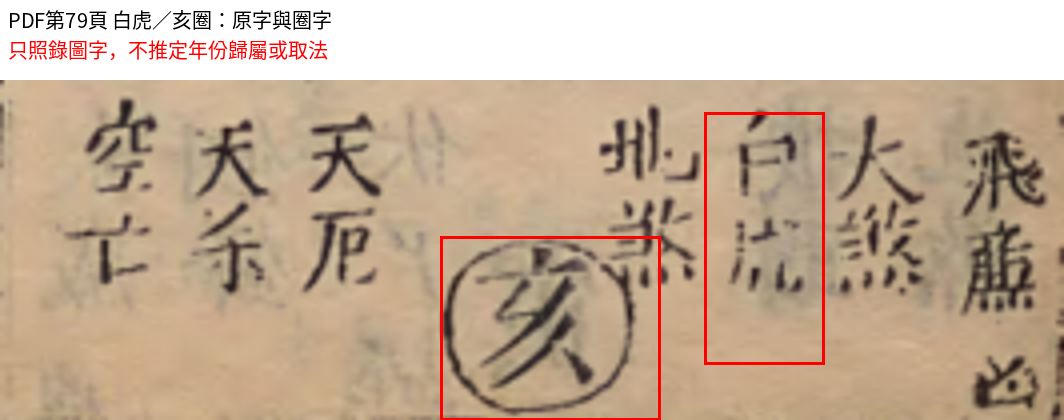 PDF第79頁 白虎／亥圈：原字與圈字
只照錄圖字，不推定年份歸屬或取法
飛廉
大煞
白虎
地煞
亥
天厄
天杀
空亡